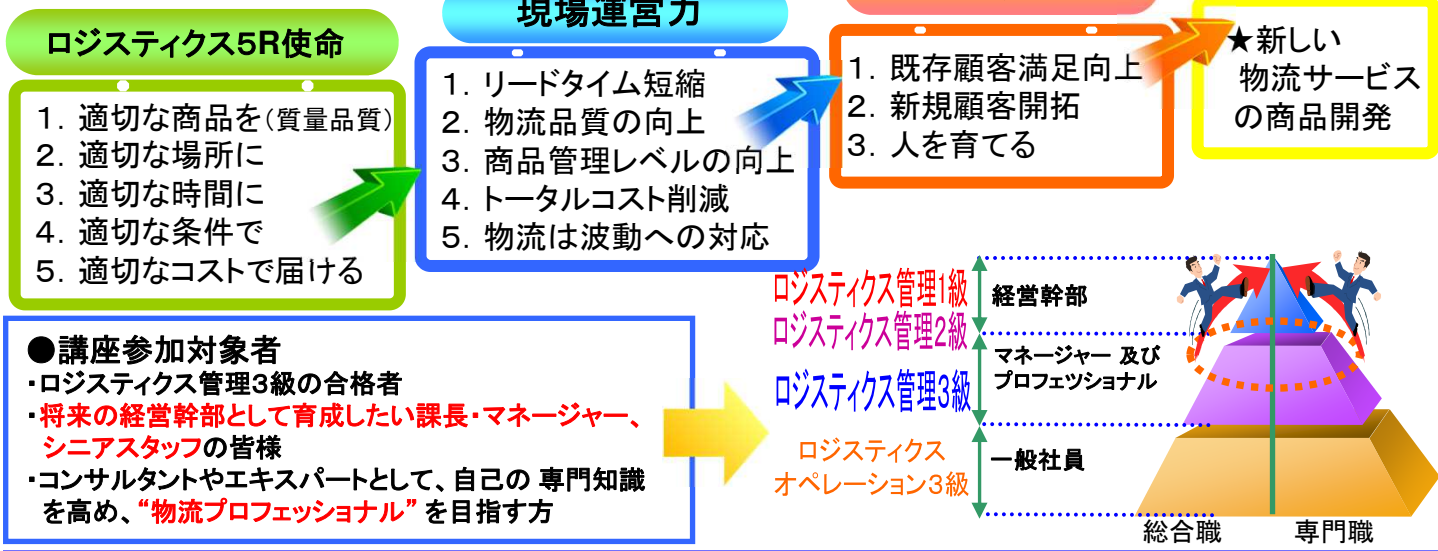 ロジスティクス5R使命
1. 適切な商品を(質量品質)
2. 適切な場所に
3. 適切な時間に
4. 適切な条件で
5. 適切なコストで届ける
現場運営力
1. リードタイム短縮
2. 物流品質の向上
3. 商品管理レベルの向上
4. トータルコスト削減
5. 物流は波動への対応
1. 既存顧客満足向上
2. 新規顧客開拓
3. 人を育てる
★新しい
物流サービス
の商品開発
●講座参加対象者
・ロジスティクス管理3級の合格者
・将来の経営幹部として育成したい課長・マネージャー、
シニアスタッフの皆様
・コンサルタントやエキスパートとして、自己の 専門知識
を高め、“物流プロフェッショナル” を目指す方
ロジスティクス管理1級
ロジスティクス管理2級
ロジスティクス管理3級
ロジスティクス
オペレーション3級
経営幹部
マネージャー 及び
プロフェツショナル
一般社員
総合職 専門職